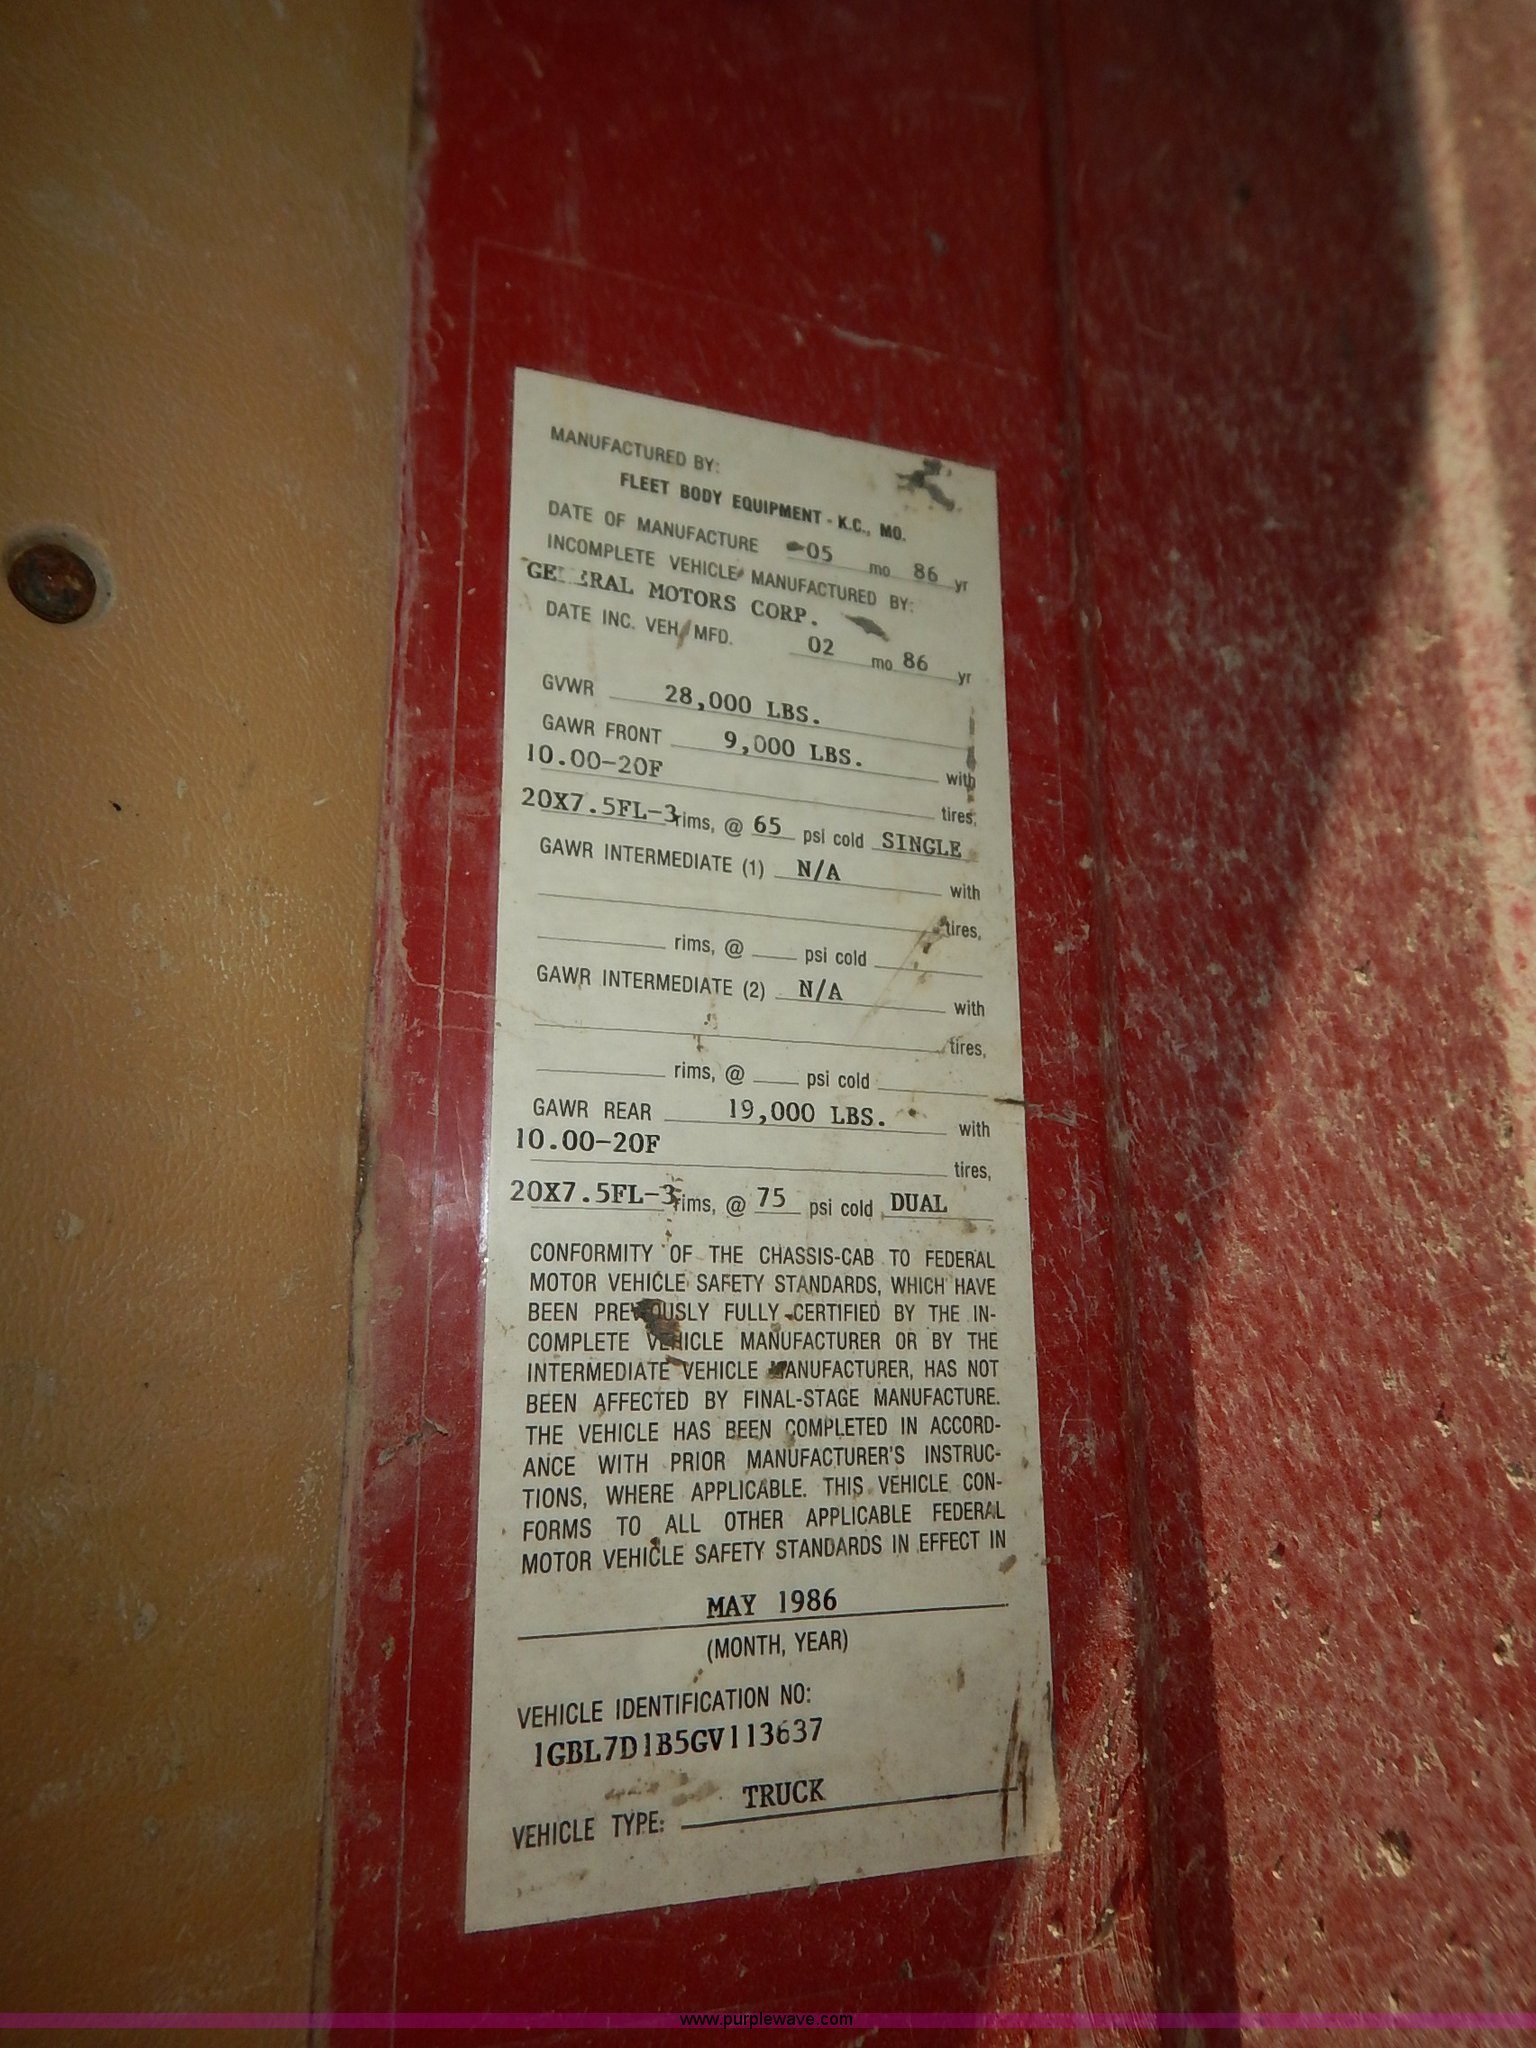 MANUFACTURED BY:
FLEET BODY EQUIPMENT - K.C., MO.
DATE OF MANUFACTURE 05 mo 86 yr
INCOMPLETE VEHICLE MANUFACTURED BY:
GENERAL MOTORS CORP.
DATE INC. VEH. MFD. 02 mo 86 yr
GVWR 28,000 LBS.
GAWR FRONT 9,000 LBS. with
10.00-20F tires,
20X7.5FL-3 rims, @ 65 psi cold SINGLE
GAWR INTERMEDIATE (1) N/A with
tires,
rims, @ psi cold
GAWR INTERMEDIATE (2) N/A with
tires,
rims, @ psi cold
GAWR REAR 19,000 LBS. with
10.00-20F tires,
20X7.5FL-3 rims, @ 75 psi cold DUAL
CONFORMITY OF THE CHASSIS-CAB TO FEDERAL
MOTOR VEHICLE SAFETY STANDARDS, WHICH HAVE
BEEN PREVIOUSLY FULLY CERTIFIED BY THE IN-
COMPLETE VEHICLE MANUFACTURER OR BY THE
INTERMEDIATE VEHICLE MANUFACTURER, HAS NOT
BEEN AFFECTED BY FINAL-STAGE MANUFACTURE.
THE VEHICLE HAS BEEN COMPLETED IN ACCORD-
ANCE WITH PRIOR MANUFACTURER'S INSTRUC-
TIONS, WHERE APPLICABLE. THIS VEHICLE CON-
FORMS TO ALL OTHER APPLICABLE FEDERAL
MOTOR VEHICLE SAFETY STANDARDS IN EFFECT IN
MAY 1986
(MONTH, YEAR)
VEHICLE IDENTIFICATION NO:
1GBL7D1B5GV113637
VEHICLE TYPE: TRUCK
www.purplewave.com